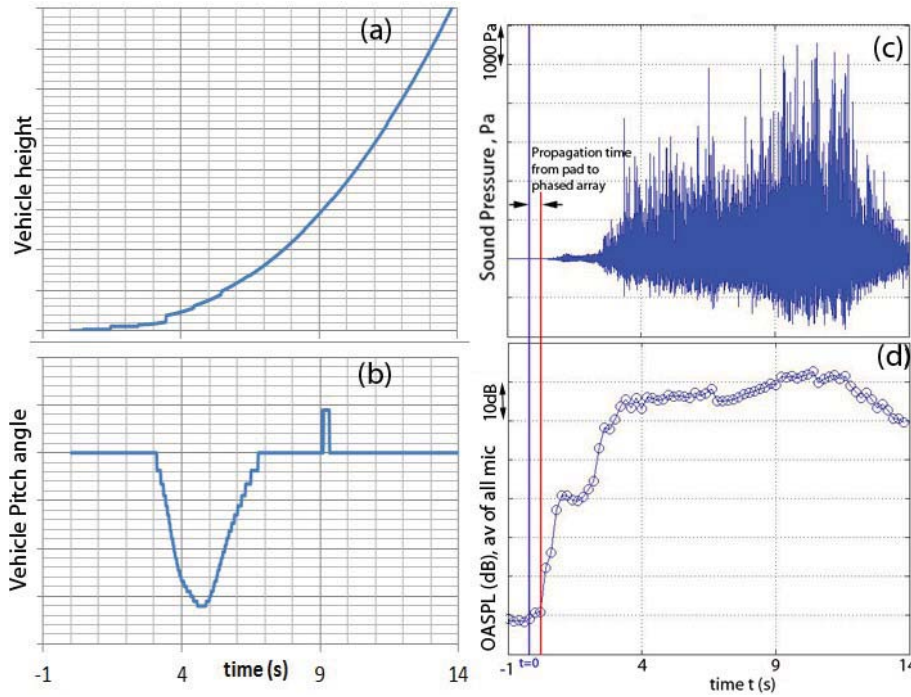 (a)
Vehicle height
(b)
Vehicle Pitch angle
-1 4 9 14
time (s)
(c)
1000 Pa
Sound Pressure , Pa
Propagation time
from pad to
phased array
(d)
10dB
OASPL (dB), av of all mic
-1 t=0 4 9 14
time t (s)